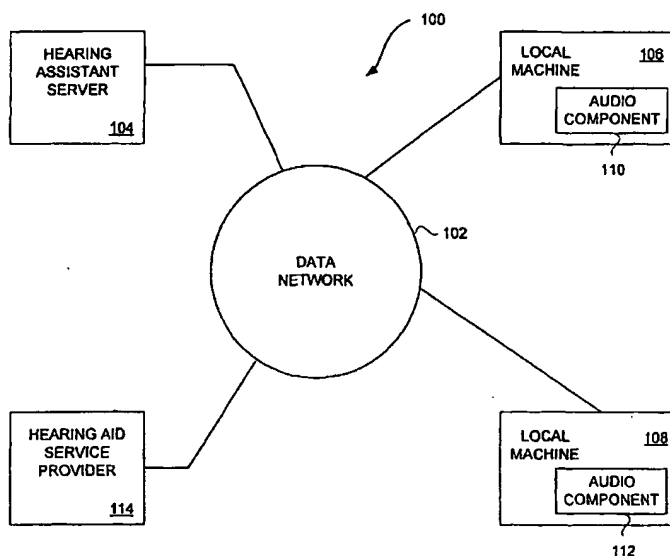 HEARING
ASSISTANT
SERVER
104
100
LOCAL
MACHINE
106
AUDIO
COMPONENT
110
102
DATA
NETWORK
HEARING AID
SERVICE
PROVIDER
114
LOCAL
MACHINE
108
AUDIO
COMPONENT
112